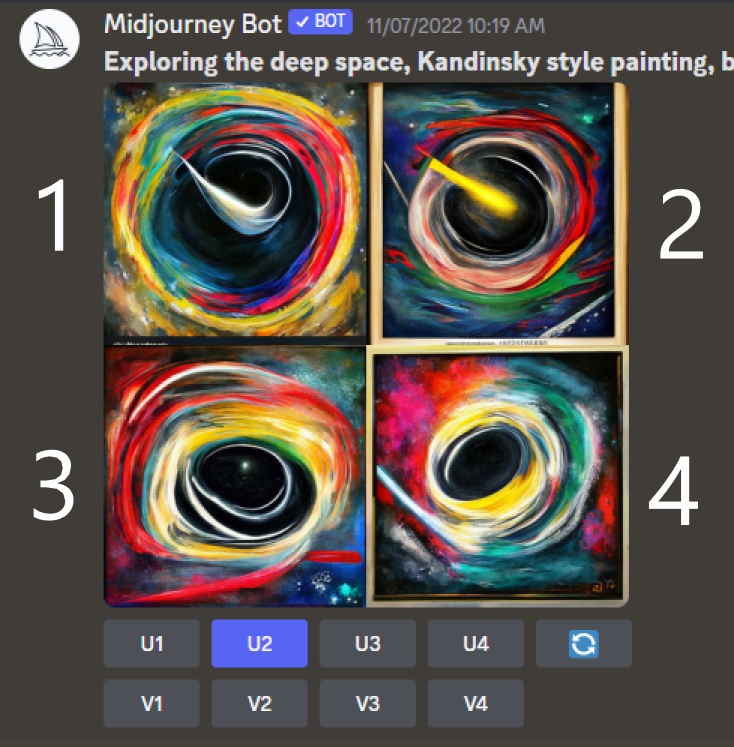 Midjourney Bot ✓ BOT 11/07/2022 10:19 AM
Exploring the deep space, Kandinsky style painting, b
1
2
3
4
U1 U2 U3 U4
V1 V2 V3 V4